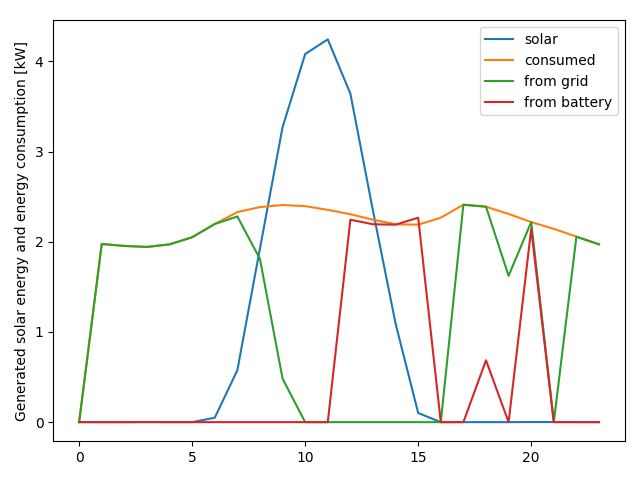 Generated solar energy and energy consumption [kW]
4
3
2
1
0
0
5
10
15
20
solar
consumed
from grid
from battery